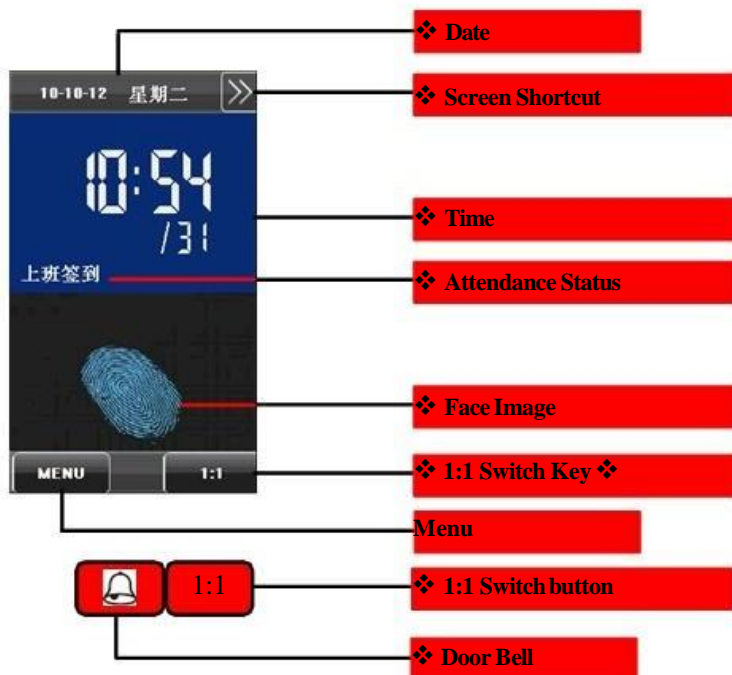 ❖ Date
10-10-12 星期二
❖ Screen Shortcut
10:54
/31
❖ Time
上班签到
❖ Attendance Status
❖ Face Image
MENU 1:1
❖ 1:1 Switch Key ❖
Menu
1:1
❖ 1:1 Switch button
❖ Door Bell